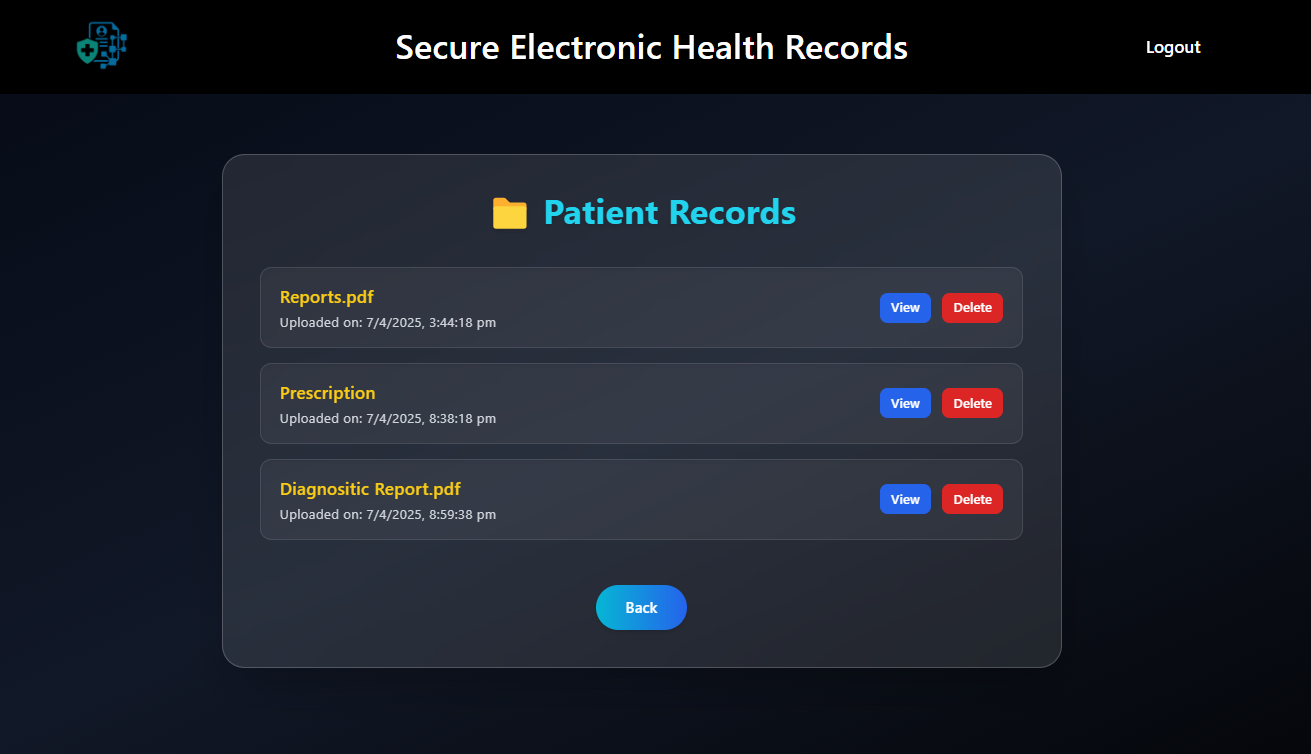 Secure Electronic Health Records
Logout
Patient Records
Reports.pdf
Uploaded on: 7/4/2025, 3:44:18 pm
View
Delete
Prescription
Uploaded on: 7/4/2025, 8:38:18 pm
View
Delete
Diagnositic Report.pdf
Uploaded on: 7/4/2025, 8:59:38 pm
View
Delete
Back